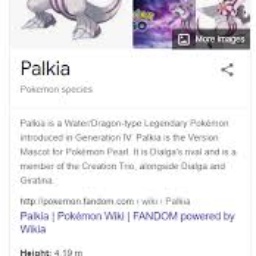 More images
Palkia
Pokemon species
Palkia is a Water/Dragon-type Legendary Pokémon
introduced in Generation IV. Palkia is the Version
Mascot for Pokémon Pearl. It is Dialga's rival and is a
member of the Creation Trio, alongside Dialga and
Giratina.
http://pokemon.fandom.com › wiki › Palkia
Palkia | Pokémon Wiki | FANDOM powered by
Wikia
Height: 4.19 m